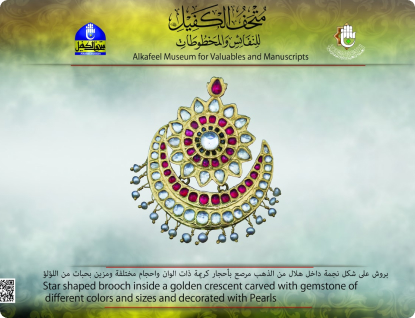 متحف الكفيل
للنفائس والمخطوطات
Alkafeel Museum for Valuables and Manuscripts
بروش على شكل نجمة داخل هلال من الذهب مرصع بأحجار كريمة ذات الوان واحجام مختلفة ومزين بحبات من اللؤلؤ
Star shaped brooch inside a golden crescent carved with gemstone of
different colors and sizes and decorated with Pearls